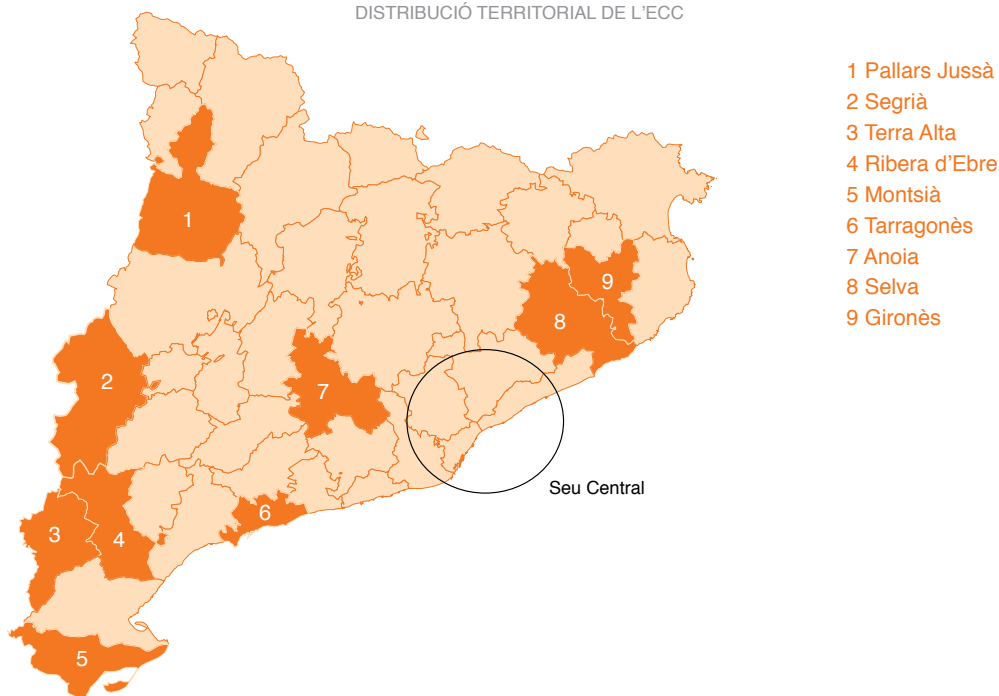 DISTRIBUCIÓ TERRITORIAL DE L'ECC
1 Pallars Jussà
2 Segrià
3 Terra Alta
4 Ribera d'Ebre
5 Montsià
6 Tarragonès
7 Anoia
8 Selva
9 Gironès
1
9
8
2
7
Seu Central
6
3
4
5